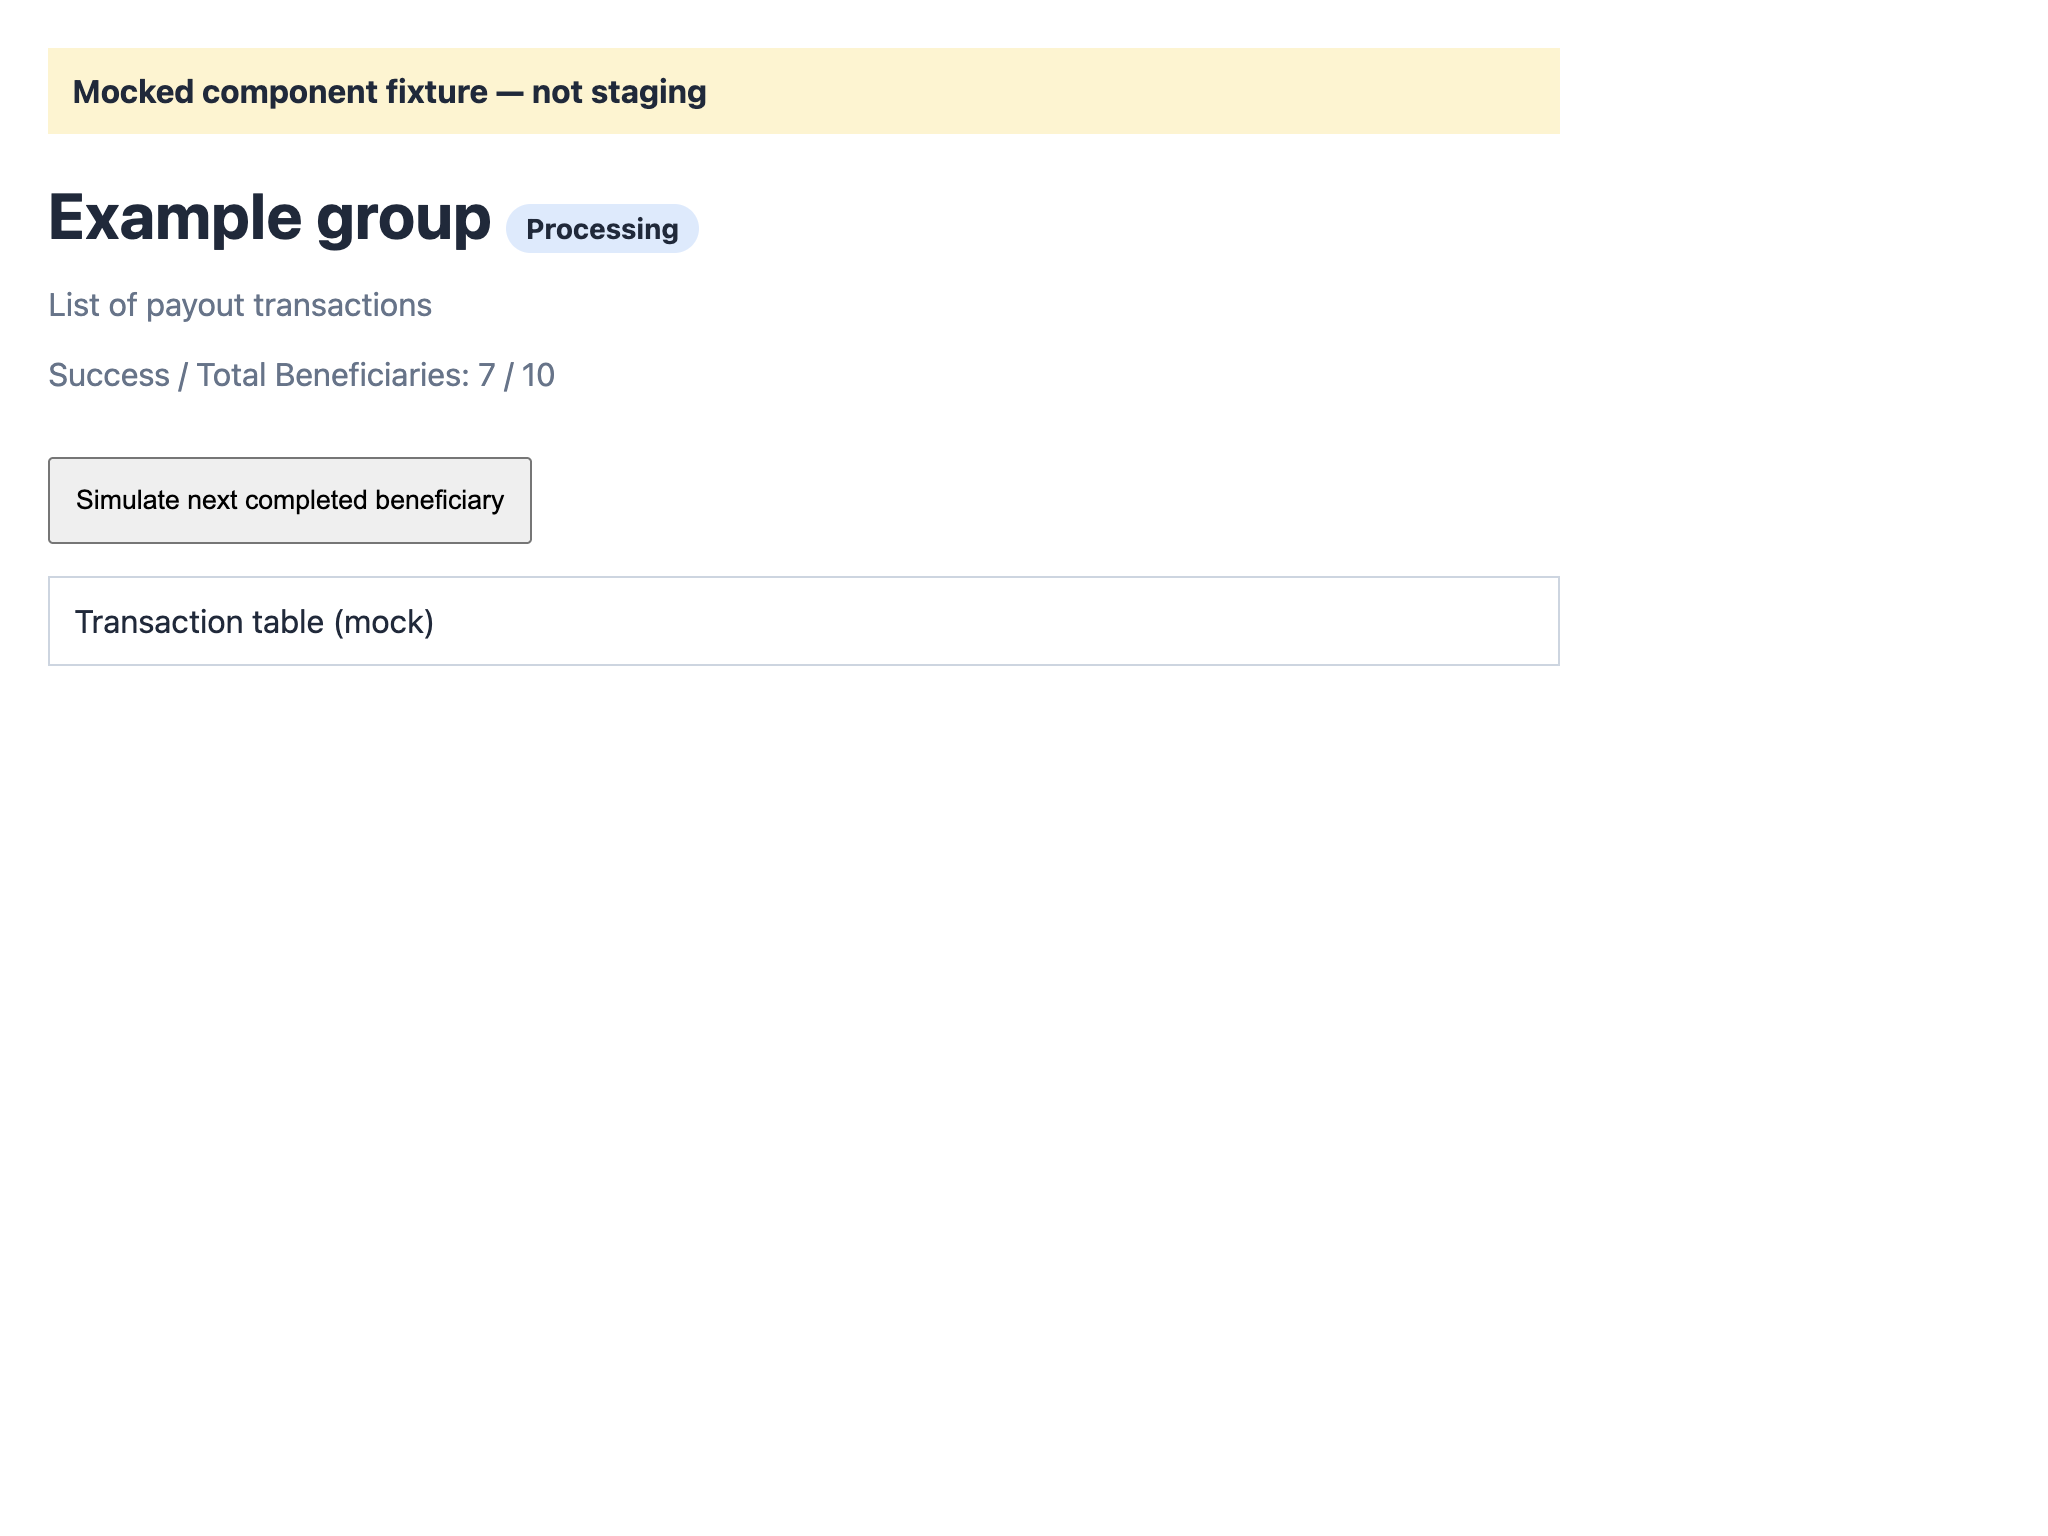 Mocked component fixture — not staging
Example group Processing
List of payout transactions
Success / Total Beneficiaries: 7 / 10
Simulate next completed beneficiary
Transaction table (mock)